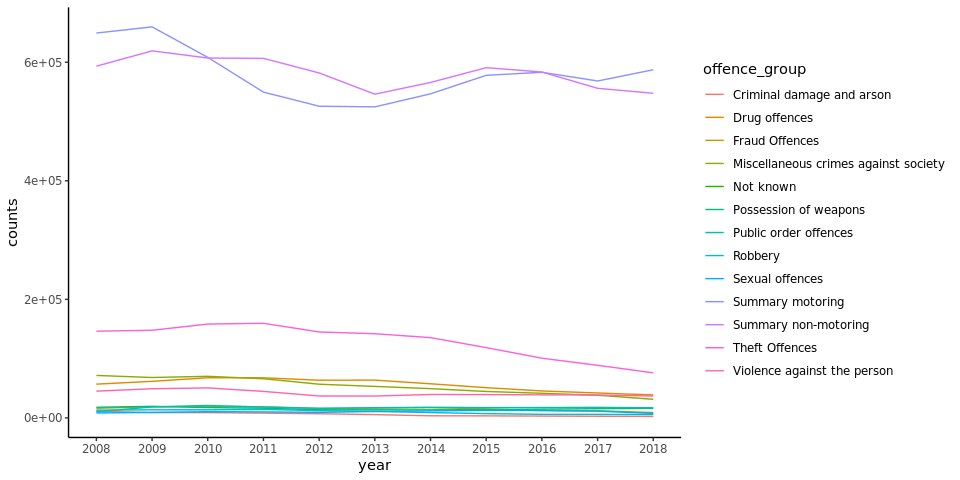 6e+05
4e+05
2e+05
0e+00
counts
2008 2009 2010 2011 2012 2013 2014 2015 2016 2017 2018
year
offence_group
Criminal damage and arson
Drug offences
Fraud Offences
Miscellaneous crimes against society
Not known
Possession of weapons
Public order offences
Robbery
Sexual offences
Summary motoring
Summary non-motoring
Theft Offences
Violence against the person